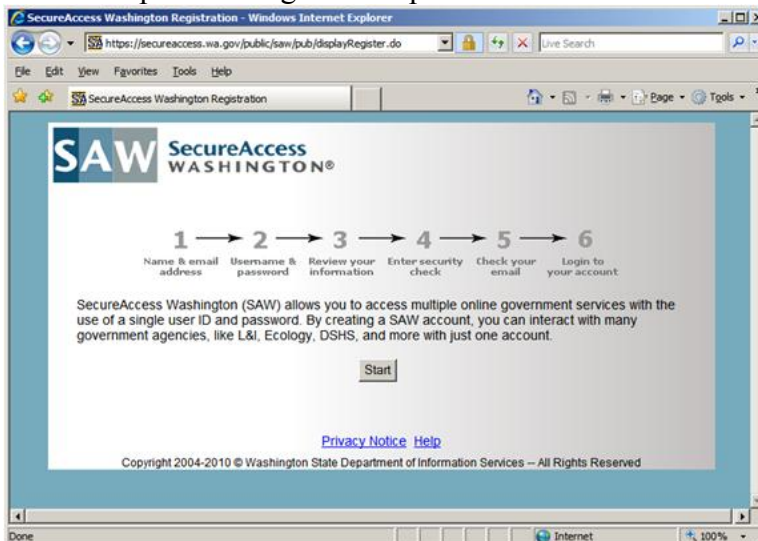 SecureAccess Washington Registration - Windows Internet Explorer
https://secureaccess.wa.gov/public/saw/pub/displayRegister.do
Live Search
File Edit View Favorites Tools Help
SecureAccess Washington Registration
Page Tools
SAW SecureAccess
WASHINGTON®
1 2 3 4 5 6
Name & email address
Username & password
Review your information
Enter security check
Check your email
Login to your account
SecureAccess Washington (SAW) allows you to access multiple online government services with the
use of a single user ID and password. By creating a SAW account, you can interact with many
government agencies, like L&I, Ecology, DSHS, and more with just one account.
Start
Privacy Notice Help
Copyright 2004-2010 © Washington State Department of Information Services – All Rights Reserved
Done Internet 100%